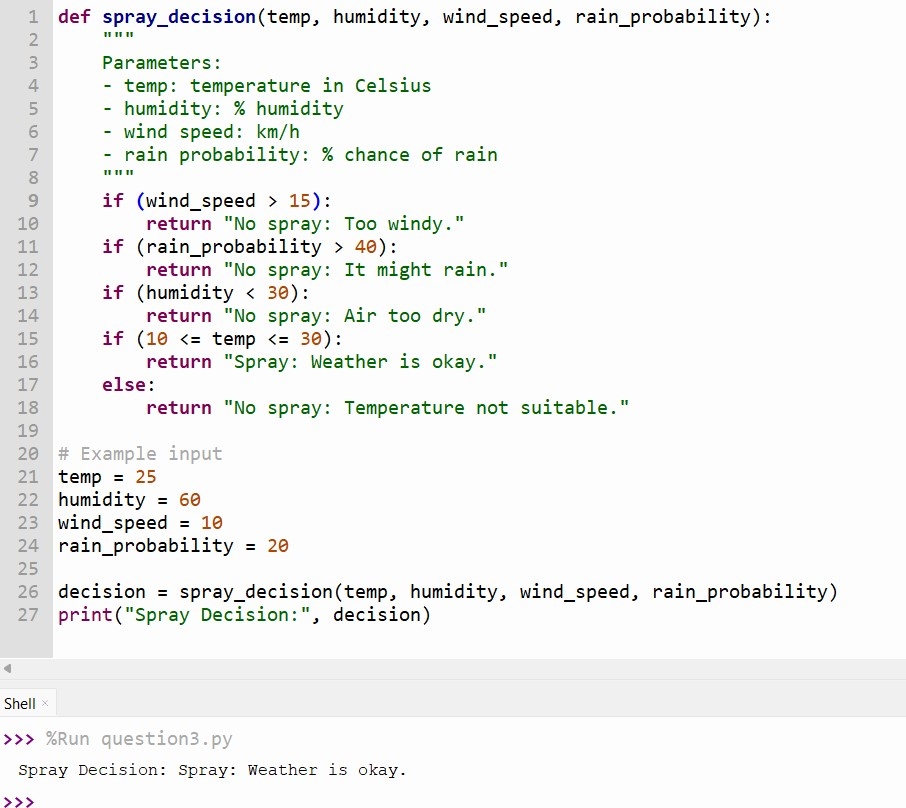 1 def spray_decision(temp, humidity, wind_speed, rain_probability):
2     """
3     Parameters:
4     - temp: temperature in Celsius
5     - humidity: % humidity
6     - wind speed: km/h
7     - rain probability: % chance of rain
8     """
9     if (wind_speed > 15):
10         return "No spray: Too windy."
11     if (rain_probability > 40):
12         return "No spray: It might rain."
13     if (humidity < 30):
14         return "No spray: Air too dry."
15     if (10 <= temp <= 30):
16         return "Spray: Weather is okay."
17     else:
18         return "No spray: Temperature not suitable."
19
20 # Example input
21 temp = 25
22 humidity = 60
23 wind_speed = 10
24 rain_probability = 20
25
26 decision = spray_decision(temp, humidity, wind_speed, rain_probability)
27 print("Spray Decision:", decision)
Shell ×
>>> %Run question3.py
Spray Decision: Spray: Weather is okay.
>>>